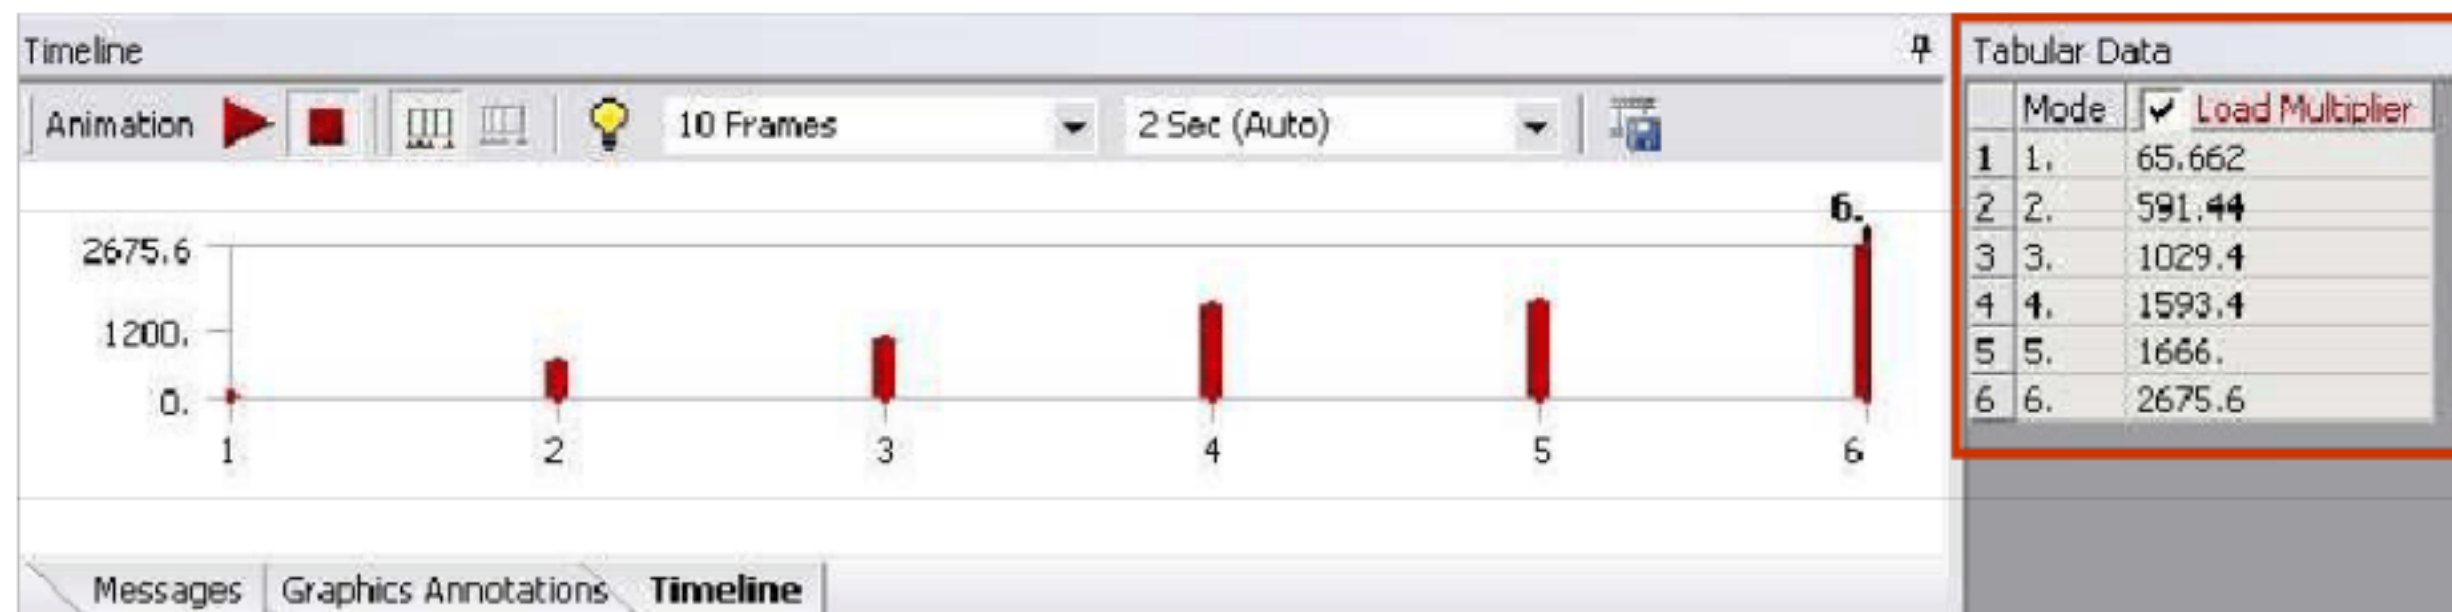 Timeline
Animation 10 Frames 2 Sec (Auto)
6.
2675.6
1200.
0.
1 2 3 4 5 6
Messages Graphics Annotations Timeline
Tabular Data
Mode Load Multiplier
1 1. 65.662
2 2. 591.44
3 3. 1029.4
4 4. 1593.4
5 5. 1666.
6 6. 2675.6